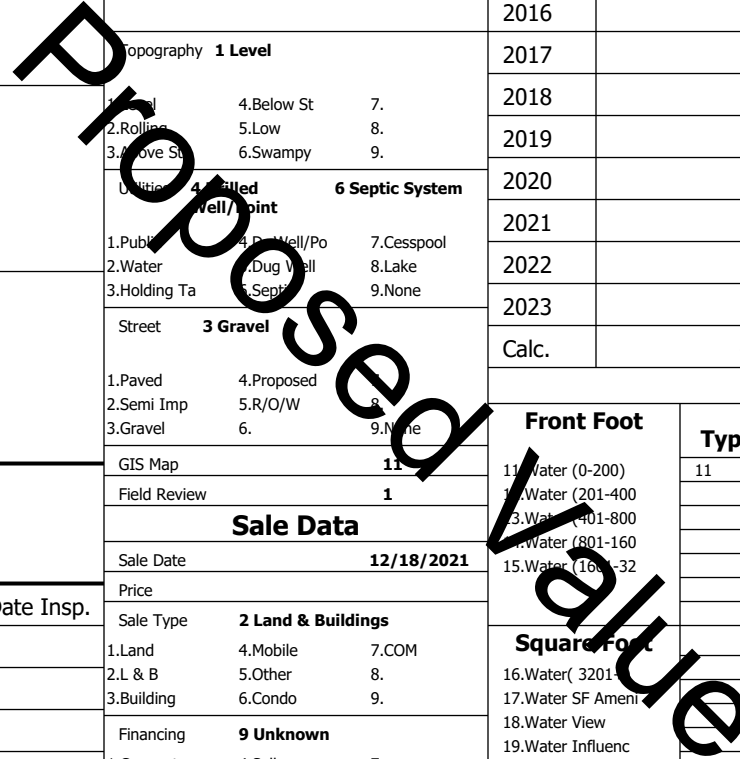 2016
Topography 1 Level
2017
1.Level 4.Below St 7.
2018
2.Rolling 5.Low 8.
3.Above St 6.Swampy 9.
2019
Utilities 4 Drilled 6 Septic System
Well/Point
2020
1.Public 4.Dr Well/Po 7.Cesspool
2.Water 5.Dug Well 8.Lake
3.Holding Ta 6.Septic 9.None
2021
2022
2023
Street 3 Gravel
Calc.
1.Paved 4.Proposed
2.Semi Imp 5.R/O/W 8.
3.Gravel 6. 9.None
GIS Map 11
Field Review 1
Sale Data
Sale Date 12/18/2021
Price
Sale Type 2 Land & Buildings
1.Land 4.Mobile 7.COM
2.L & B 5.Other 8.
3.Building 6.Condo 9.
Financing 9 Unknown
Date Insp.
Front Foot
Typ
11.Water (0-200) 11
12.Water (201-400
13.Water (401-800
14.Water (801-160
15.Water (1601-32
Square Foot
16.Water( 3201-
17.Water SF Ameni
18.Water View
19.Water Influenc
Proposed Value